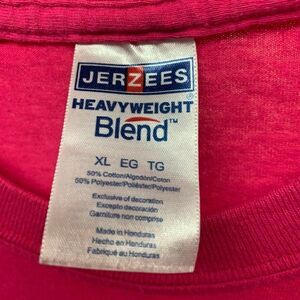 JERZEES
HEAVYWEIGHT
Blend™
XL EG TG
50% Cotton/Algodón/Coton
50% Polyester/Poliéster/Polyester
Exclusive of decoration
Excepto decoración
Garniture non comprise
Made in Honduras
Hecho en Honduras
Fabriqué au Honduras